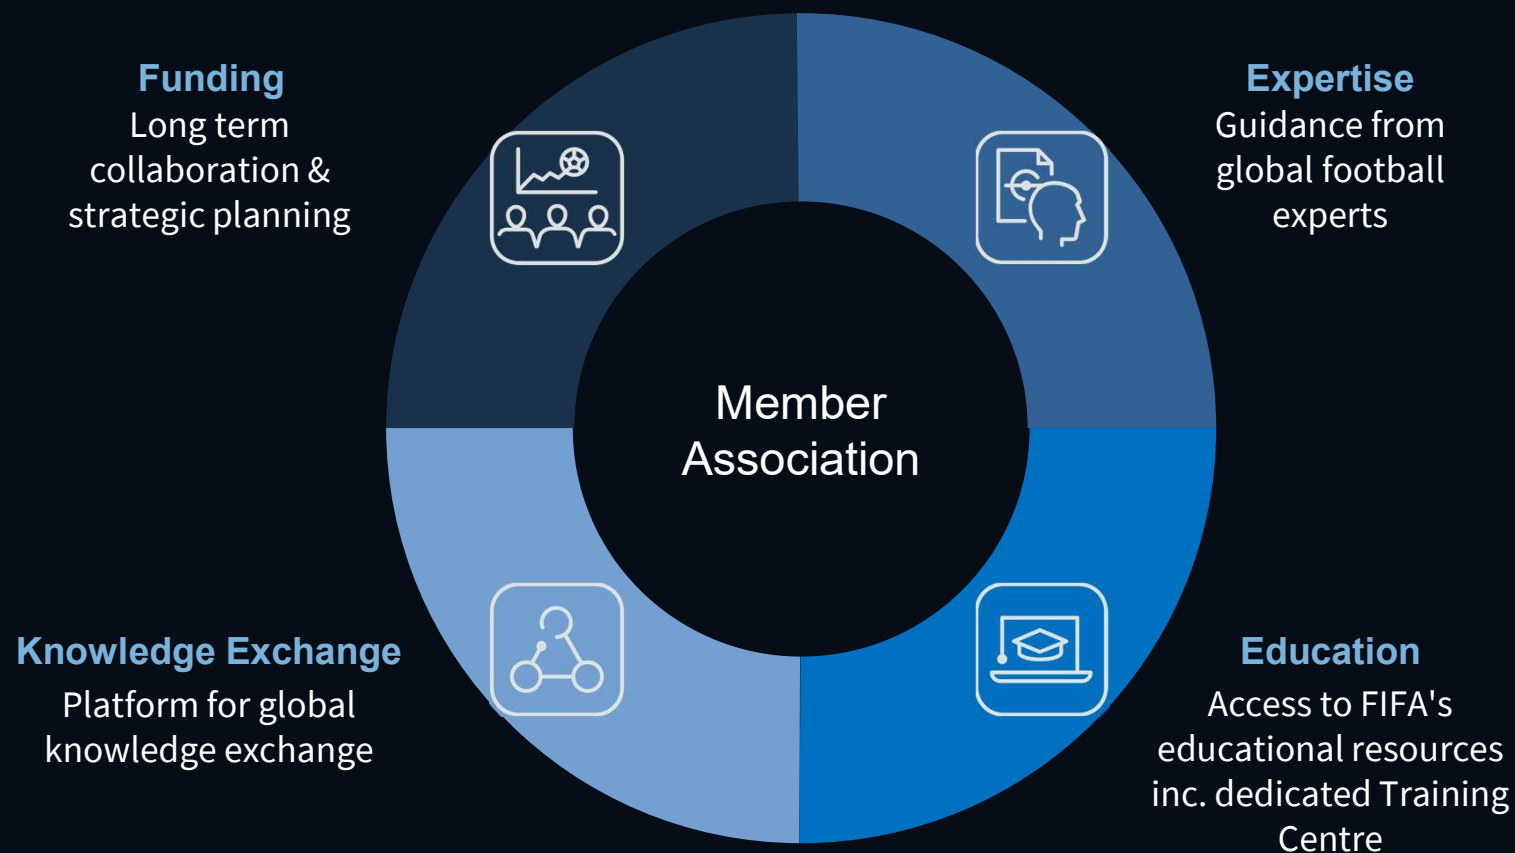 Funding
Long term
collaboration &
strategic planning
Expertise
Guidance from
global football
experts
Member
Association
Knowledge Exchange
Platform for global
knowledge exchange
Education
Access to FIFA's
educational resources
inc. dedicated Training
Centre